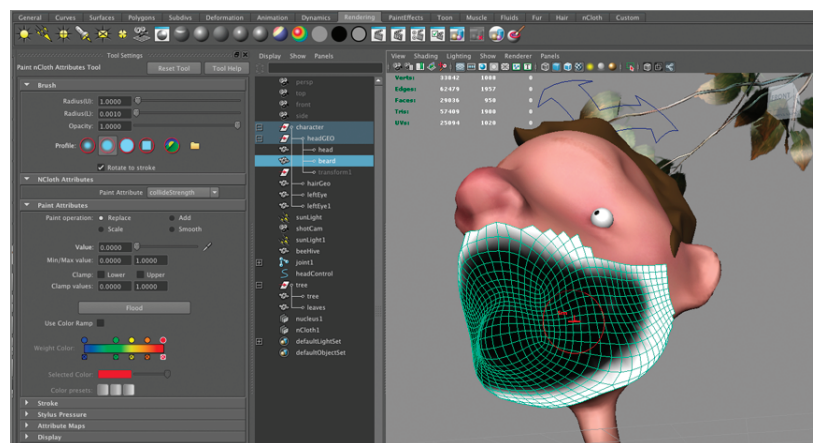 General Curves Surfaces Polygons Subdivs Deformation Animation Dynamics Rendering PaintEffects Toon Muscle Fluids Fur Hair nCloth Custom
Tool Settings
Paint nCloth Attributes Tool Reset Tool Tool Help
Brush
Radius(U): 1.0000
Radius(L): 0.0010
Opacity: 1.0000
Profile:
Rotate to stroke
NCloth Attributes
Paint Attribute collideStrength
Paint Attributes
Paint operation: Replace Add
Scale Smooth
Value: 0.0000
Min/Max value: 0.0000 1.0000
Clamp: Lower Upper
Clamp values: 0.0000 1.0000
Flood
Use Color Ramp
Weight Color:
Selected Color:
Color presets:
Stroke
Stylus Pressure
Attribute Maps
Display
Display Show Panels
persp
top
front
side
character
headGEO
head
beard
transform1
hairGeo
leftEye
leftEye1
sunLight
shotCam
sunLight1
beeHive
joint1
headControl
tree
tree
leaves
nucleus1
nCloth1
defaultLightSet
defaultObjectSet
View Shading Lighting Show Renderer Panels
Verts: 33042 1008 0
Edges: 62479 1957 0
Faces: 29036 950 0
Tris: 57409 1900 0
UVs: 25094 1020 0
FRONT